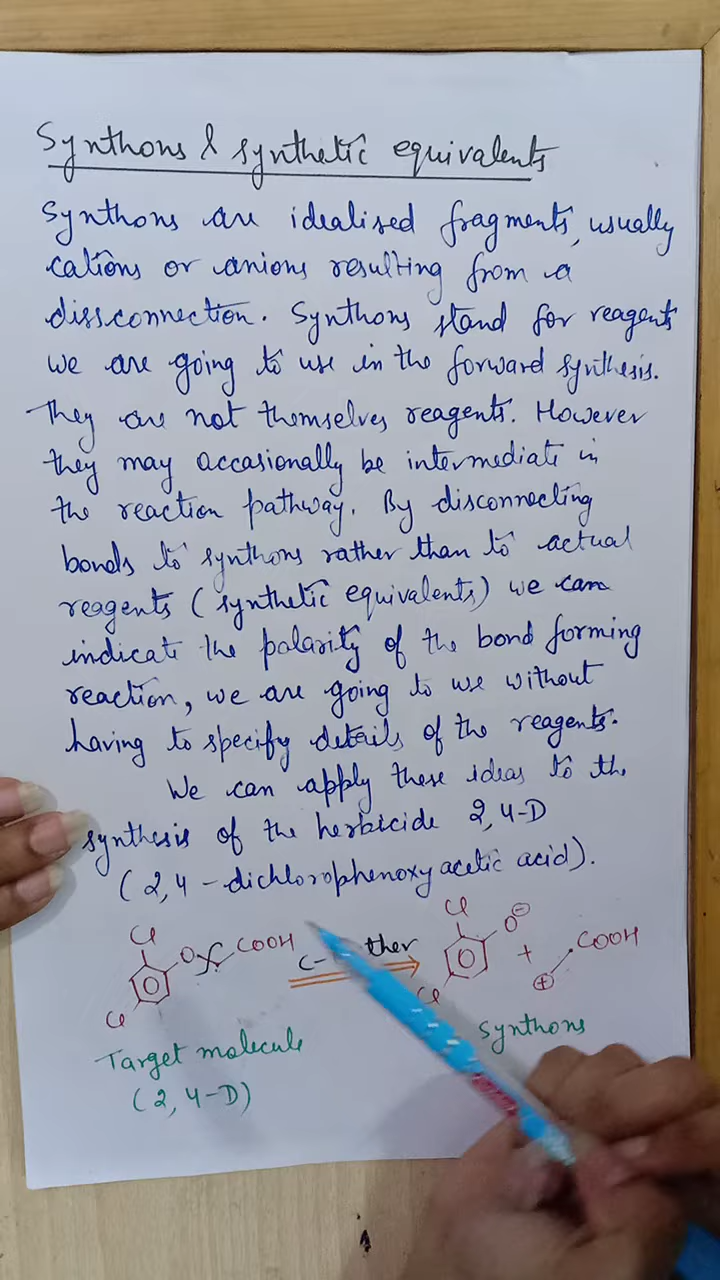 Synthons & synthetic equivalents
Synthons are idealised fragments, usually
cations or anions resulting from a
dissconnection. Synthons stand for reagents
we are going to use in the forward synthesis.
They are not themselves reagents. However
they may accasionally be intermediate in
the reaction pathway. By disconnecting
bonds to synthons rather than to actual
reagents (synthetic equivalents) we can
indicate the polarity of the bond forming
reaction, we are going to use without
having to specify details of the reagents.
We can apply these ideas to the
synthesis of the herbicide 2,4-D
(2,4-dichlorophenoxy acetic acid).
Cl O COOH C- ther Cl O⊖ + ⊕ COOH
Cl Cl
Target molecule Synthons
(2,4-D)